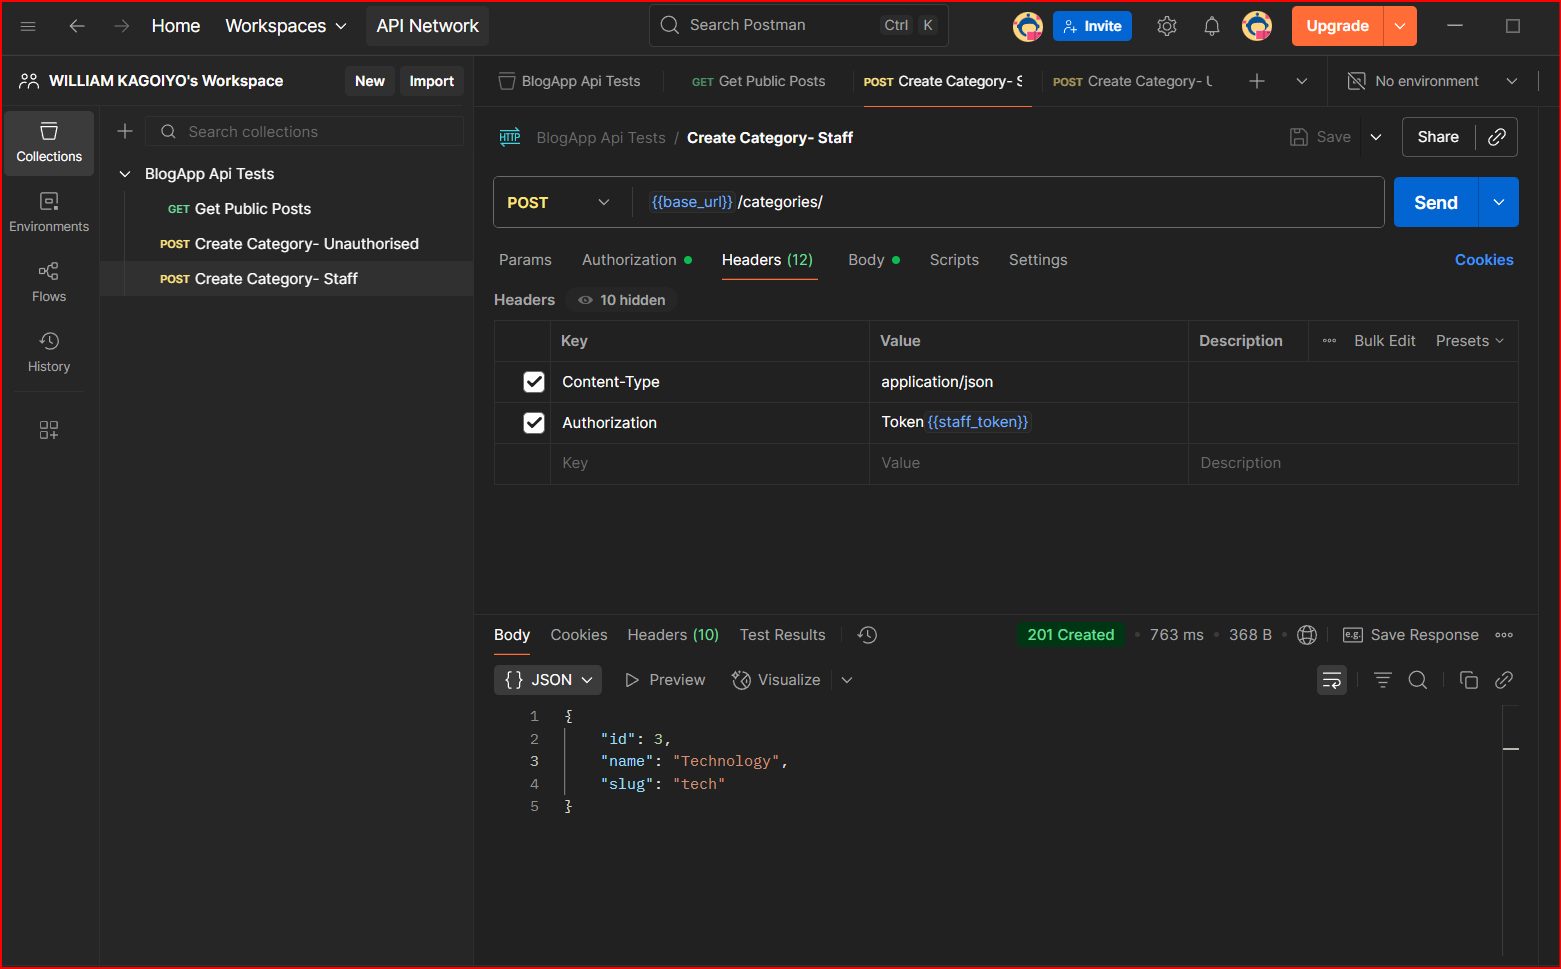 Home Workspaces API Network Search Postman Ctrl K Invite Upgrade
WILLIAM KAGOIYO's Workspace New Import
BlogApp Api Tests GET Get Public Posts POST Create Category- S POST Create Category- U No environment
Collections
Environments
Flows
History
Search collections
BlogApp Api Tests
GET Get Public Posts
POST Create Category- Unauthorised
POST Create Category- Staff
HTTP BlogApp Api Tests / Create Category- Staff Save Share
POST {{base_url}}/categories/ Send
Params Authorization Headers (12) Body Scripts Settings Cookies
Headers 10 hidden
Key Value Description Bulk Edit Presets
Content-Type application/json
Authorization Token {{staff_token}}
Key Value Description
Body Cookies Headers (10) Test Results 201 Created 763 ms 368 B e.g. Save Response
{} JSON Preview Visualize
1 {
2 "id": 3,
3 "name": "Technology",
4 "slug": "tech"
5 }